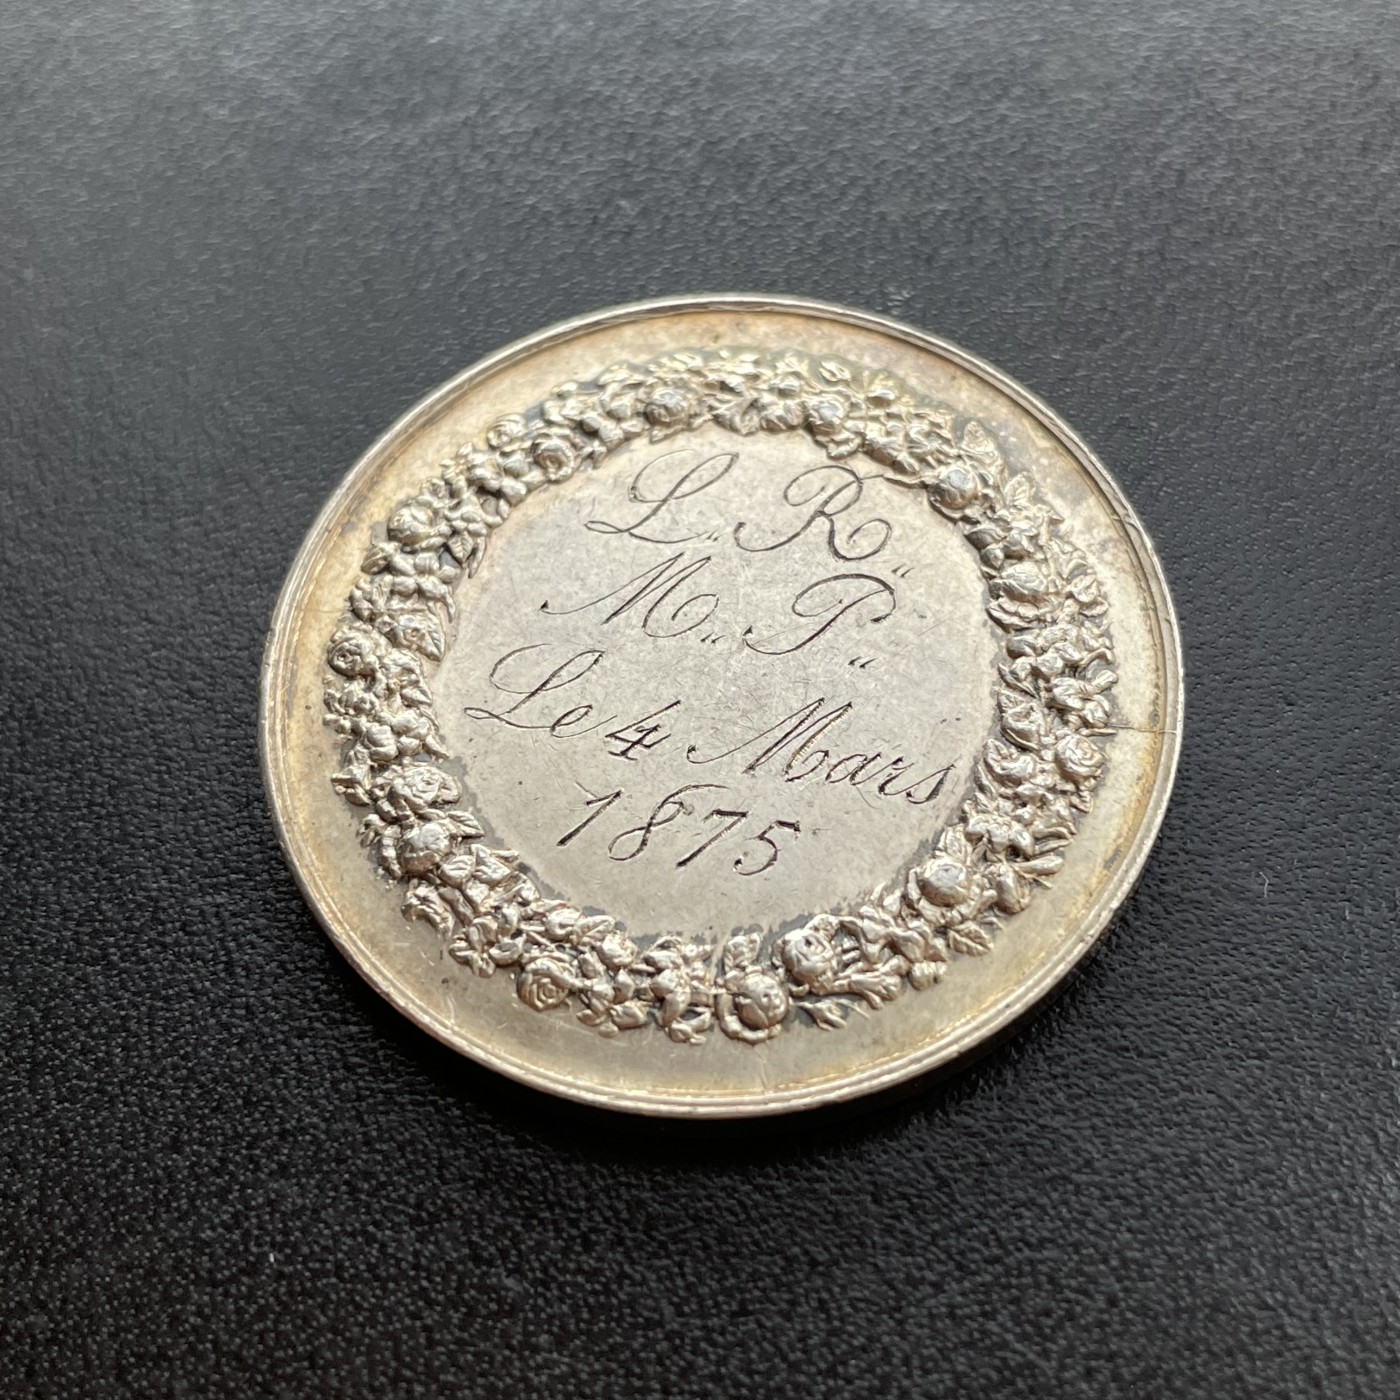 L„ R„
M„ P„
Le 4 Mars
1875